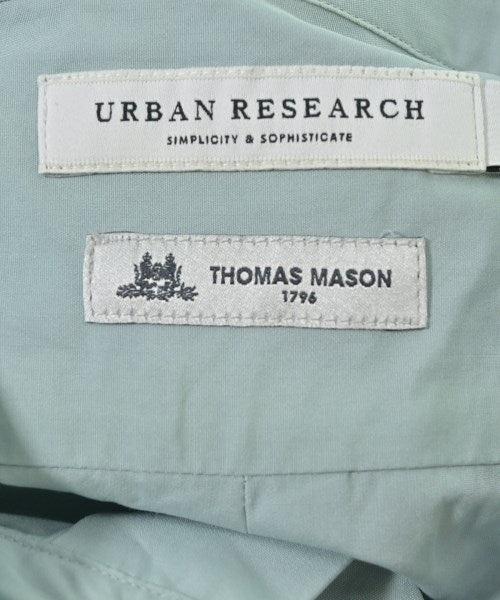 URBAN RESEARCH
SIMPLICITY & SOPHISTICATE
THOMAS MASON
1796